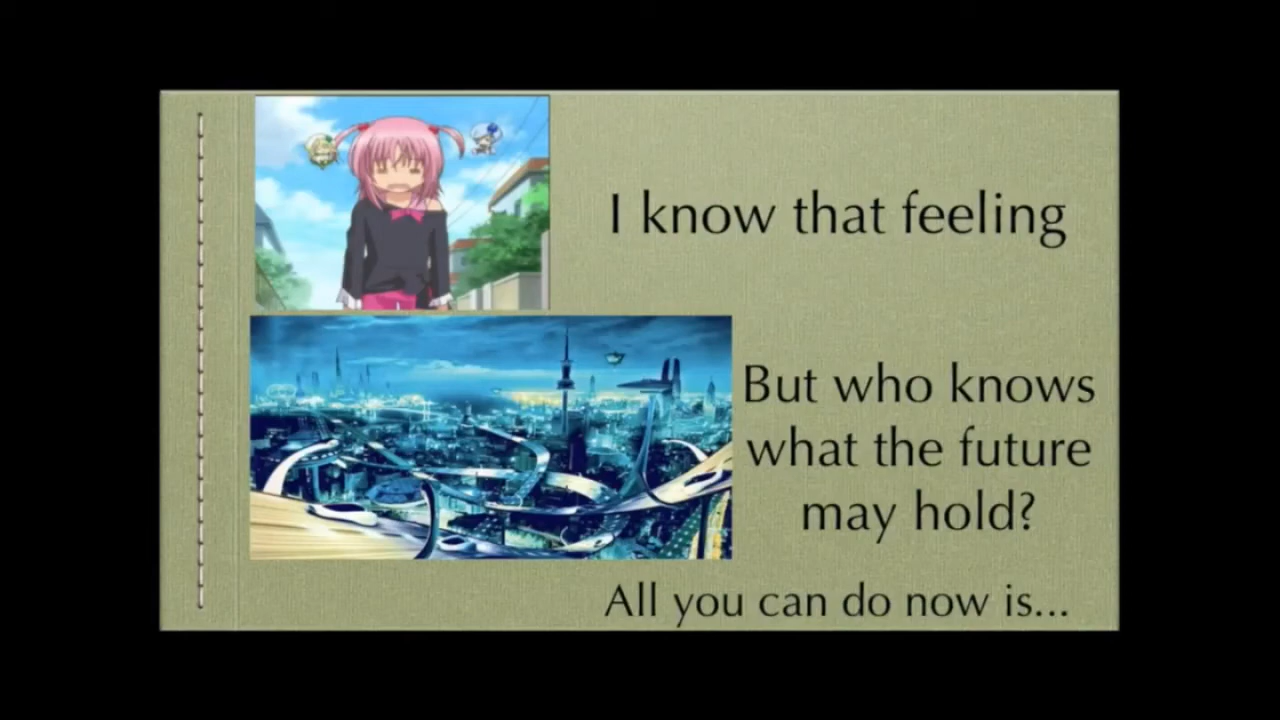 I know that feeling
But who knows
what the future
may hold?
All you can do now is...